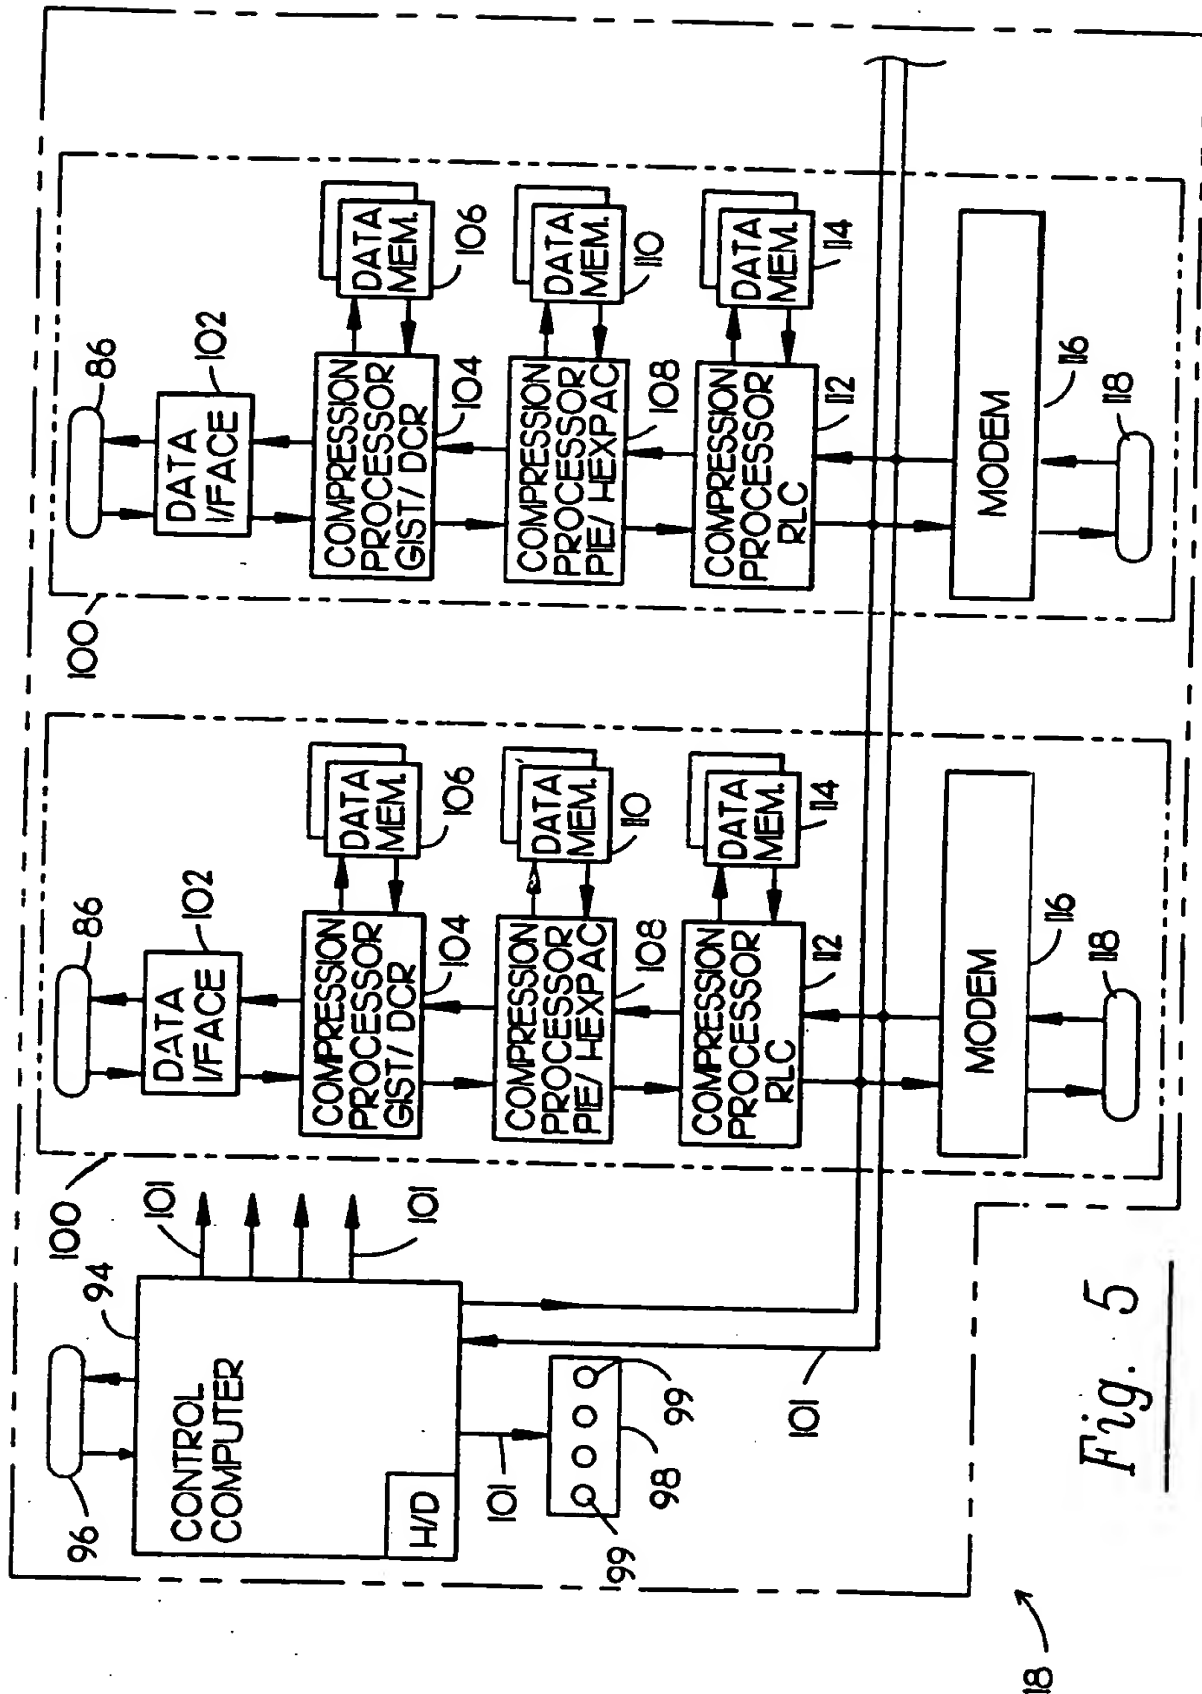 96
94
CONTROL
COMPUTER
H/D
101
101
101
99
99
98
101
100
86
102
DATA
I/FACE
COMPRESSION
PROCESSOR
GIST/DCR
104
DATA
MEM.
106
COMPRESSION
PROCESSOR
PIE/HEXPAC
108
DATA
MEM.
110
COMPRESSION
PROCESSOR
RLC
112
DATA
MEM.
114
MODEM
116
118
100
86
102
DATA
I/FACE
COMPRESSION
PROCESSOR
GIST/DCR
104
DATA
MEM.
106
COMPRESSION
PROCESSOR
PIE/HEXPAC
108
DATA
MEM.
110
COMPRESSION
PROCESSOR
RLC
112
DATA
MEM.
114
MODEM
116
118
18
Fig. 5